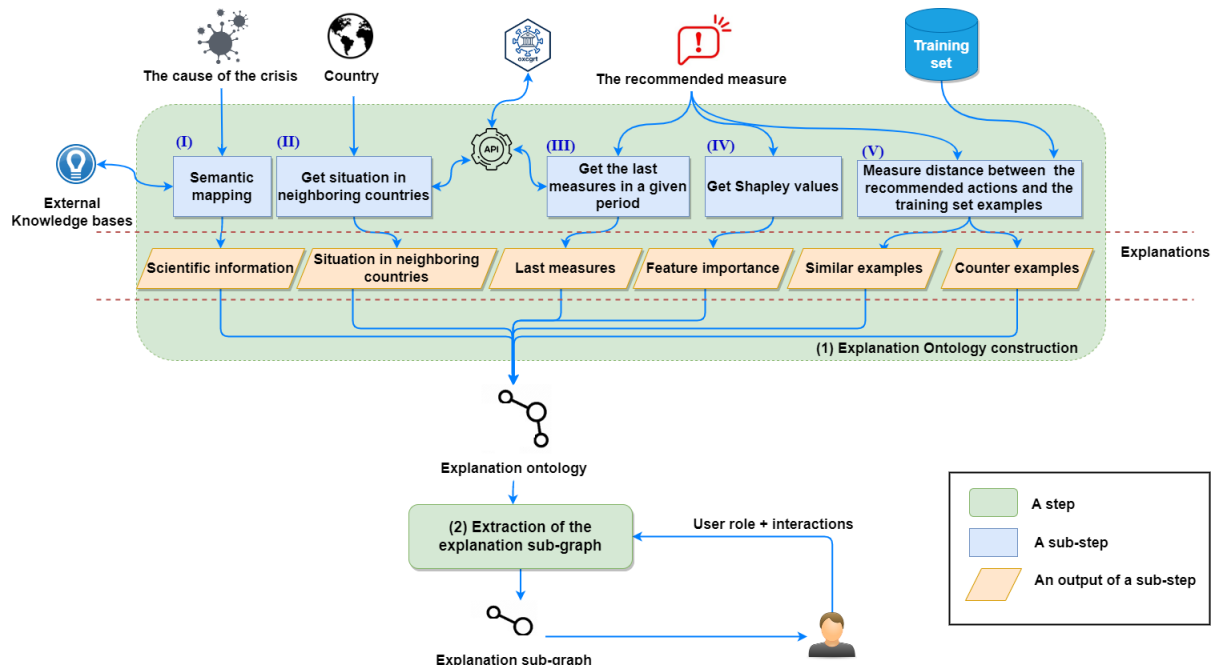 The cause of the crisis
Country
oxcgrt
The recommended measure
Training
set
API
(I)
(II)
(III)
(IV)
(V)
External
Knowledge bases
Semantic
mapping
Get situation in
neighboring countries
Get the last
measures in a given
period
Get Shapley values
Measure distance between the
recommended actions and the
training set examples
Explanations
Scientific information
Situation in neighboring
countries
Last measures
Feature importance
Similar examples
Counter examples
(1) Explanation Ontology construction
Explanation ontology
(2) Extraction of the
explanation sub-graph
User role + interactions
Explanation sub-graph
A step
A sub-step
An output of a sub-step